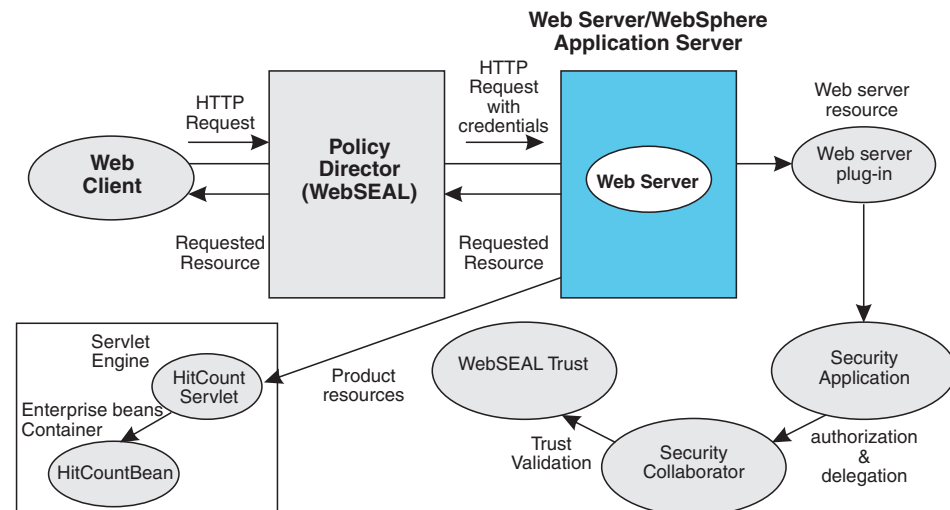 Web Server/WebSphere
Application Server
HTTP
Request
HTTP
Request
with
credentials
Web server
resource
Web
Client
Policy
Director
(WebSEAL)
Web Server
Web server
plug-in
Requested
Resource
Requested
Resource
Servlet
Engine
HitCount
Servlet
Product
resources
WebSEAL Trust
Security
Application
Enterprise beans
Container
HitCountBean
Trust
Validation
Security
Collaborator
authorization
&
delegation